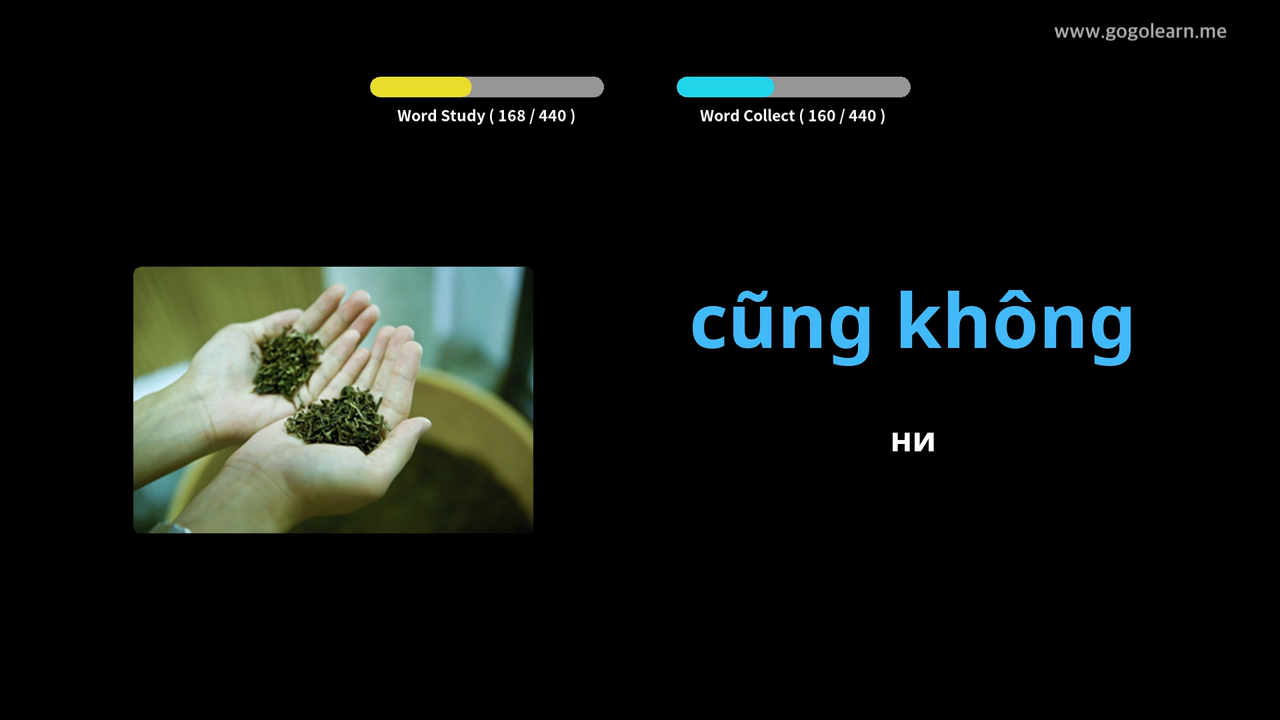 www.gogolearn.me
Word Study ( 168 / 440 )
Word Collect ( 160 / 440 )
cũng không
ни